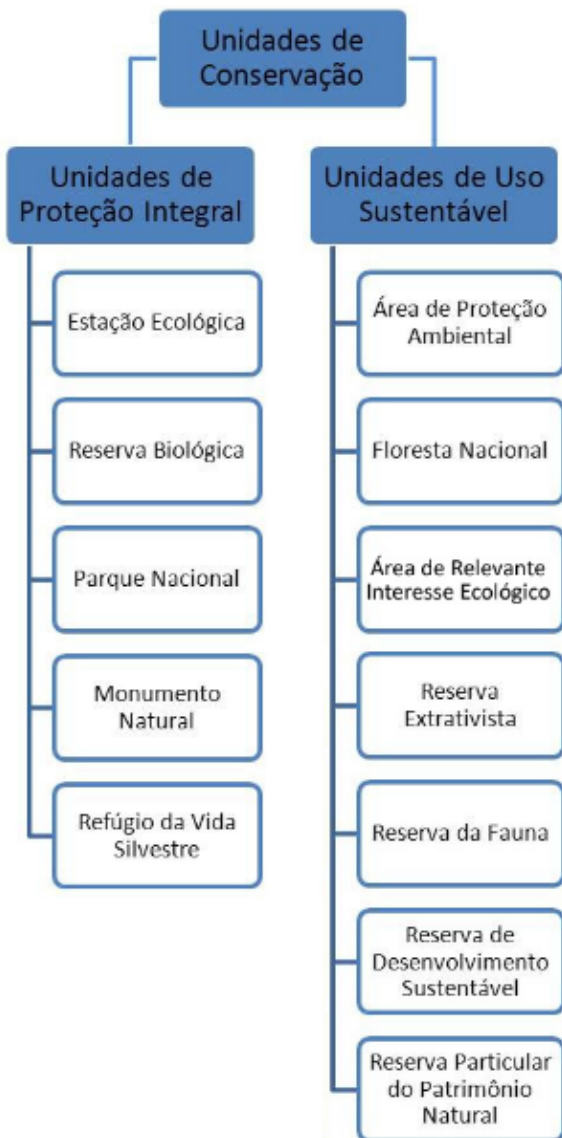 Unidades de
Conservação
Unidades de
Proteção Integral
Estação Ecológica
Reserva Biológica
Parque Nacional
Monumento
Natural
Refúgio da Vida
Silvestre
Unidades de Uso
Sustentável
Área de Proteção
Ambiental
Floresta Nacional
Área de Relevante
Interesse Ecológico
Reserva
Extrativista
Reserva da Fauna
Reserva de
Desenvolvimento
Sustentável
Reserva Particular
do Patrimônio
Natural